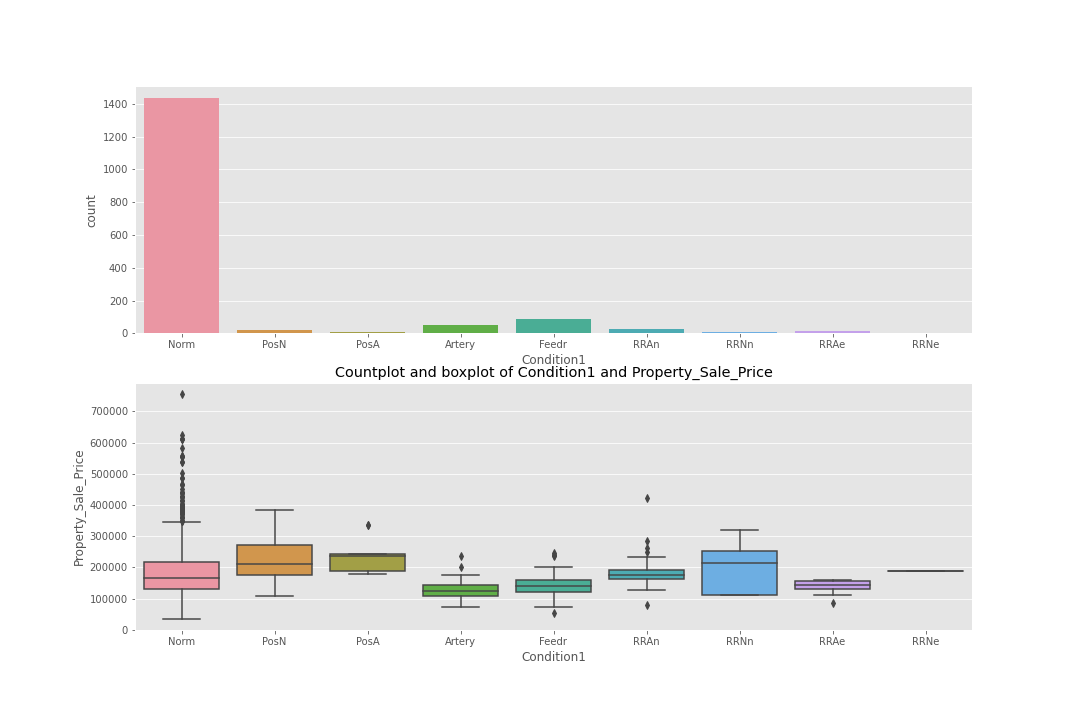 1400
1200
1000
800
600
400
200
0
count
Norm PosN PosA Artery Feedr RRAn RRNn RRAe RRNe
Condition1
Countplot and boxplot of Condition1 and Property_Sale_Price
700000
600000
500000
400000
300000
200000
100000
0
Property_Sale_Price
Norm PosN PosA Artery Feedr RRAn RRNn RRAe RRNe
Condition1